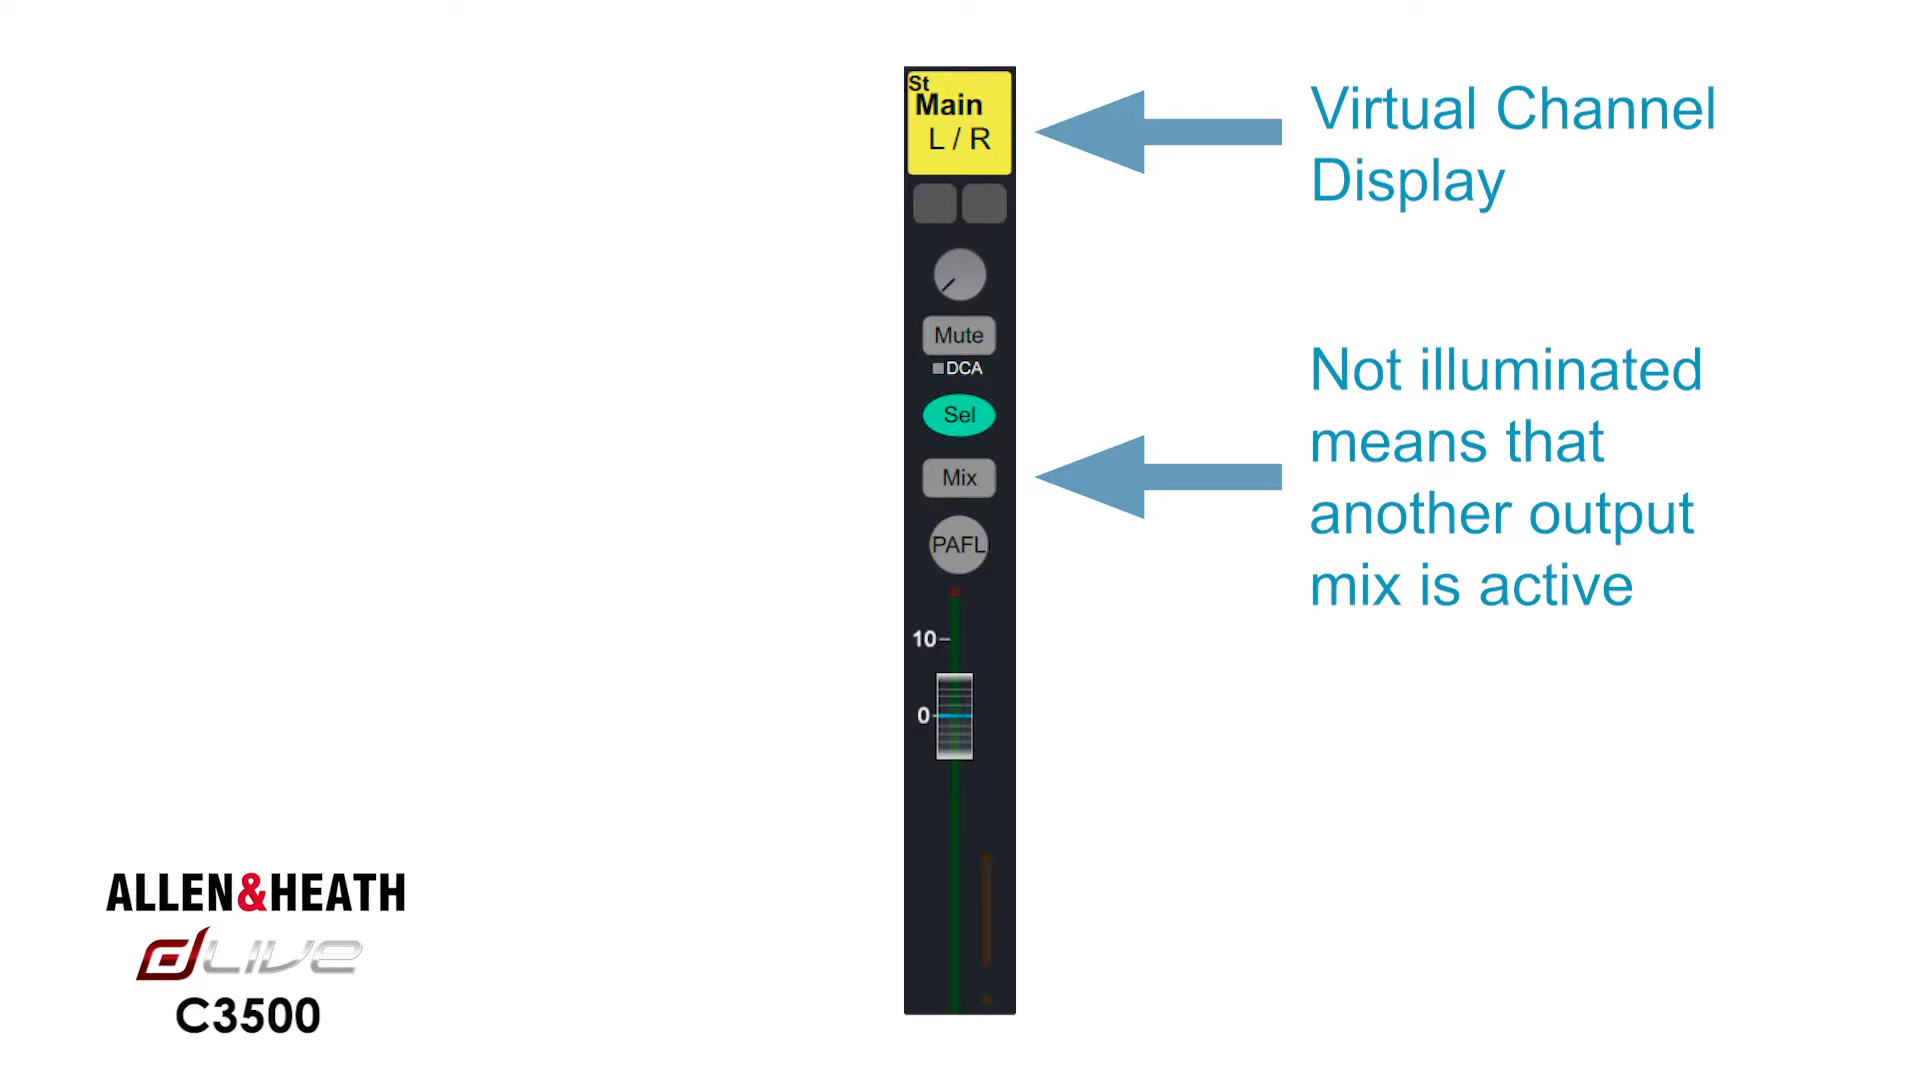 St
Main
L / R
Virtual Channel
Display
Mute
DCA
Sel
Mix
PAFL
Not illuminated
means that
another output
mix is active
10
0
ALLEN&HEATH
dLIVE
C3500